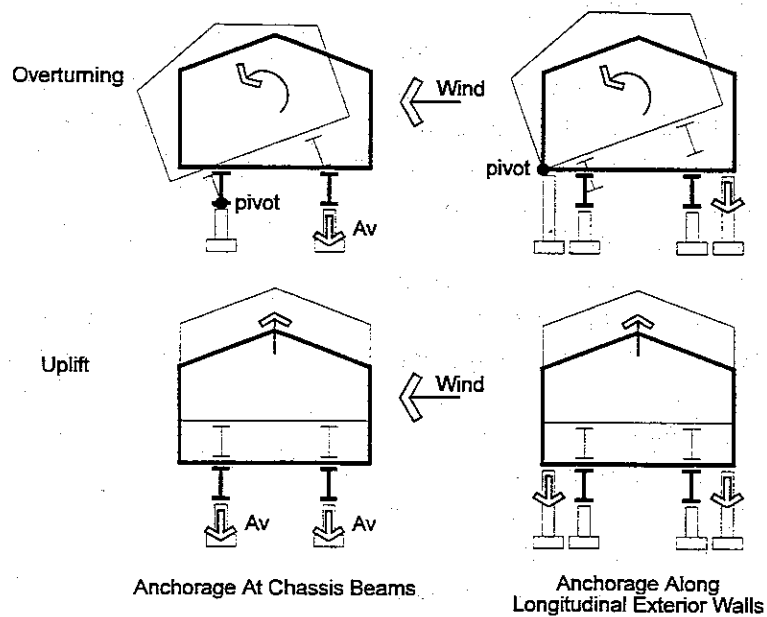 Overturning
Wind
pivot
pivot
Av
Uplift
Wind
Av
Av
Anchorage At Chassis Beams
Anchorage Along
Longitudinal Exterior Walls